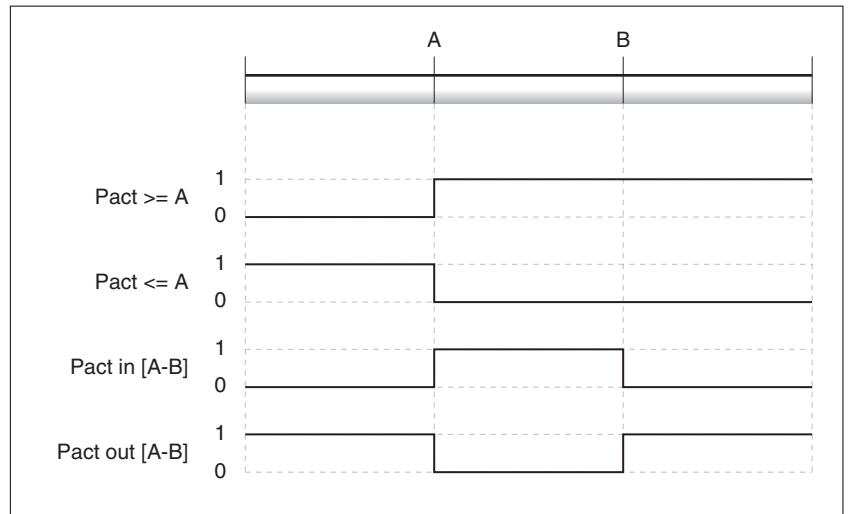 A B
1
Pact >= A
0
1
Pact <= A
0
1
Pact in [A-B]
0
1
Pact out [A-B]
0